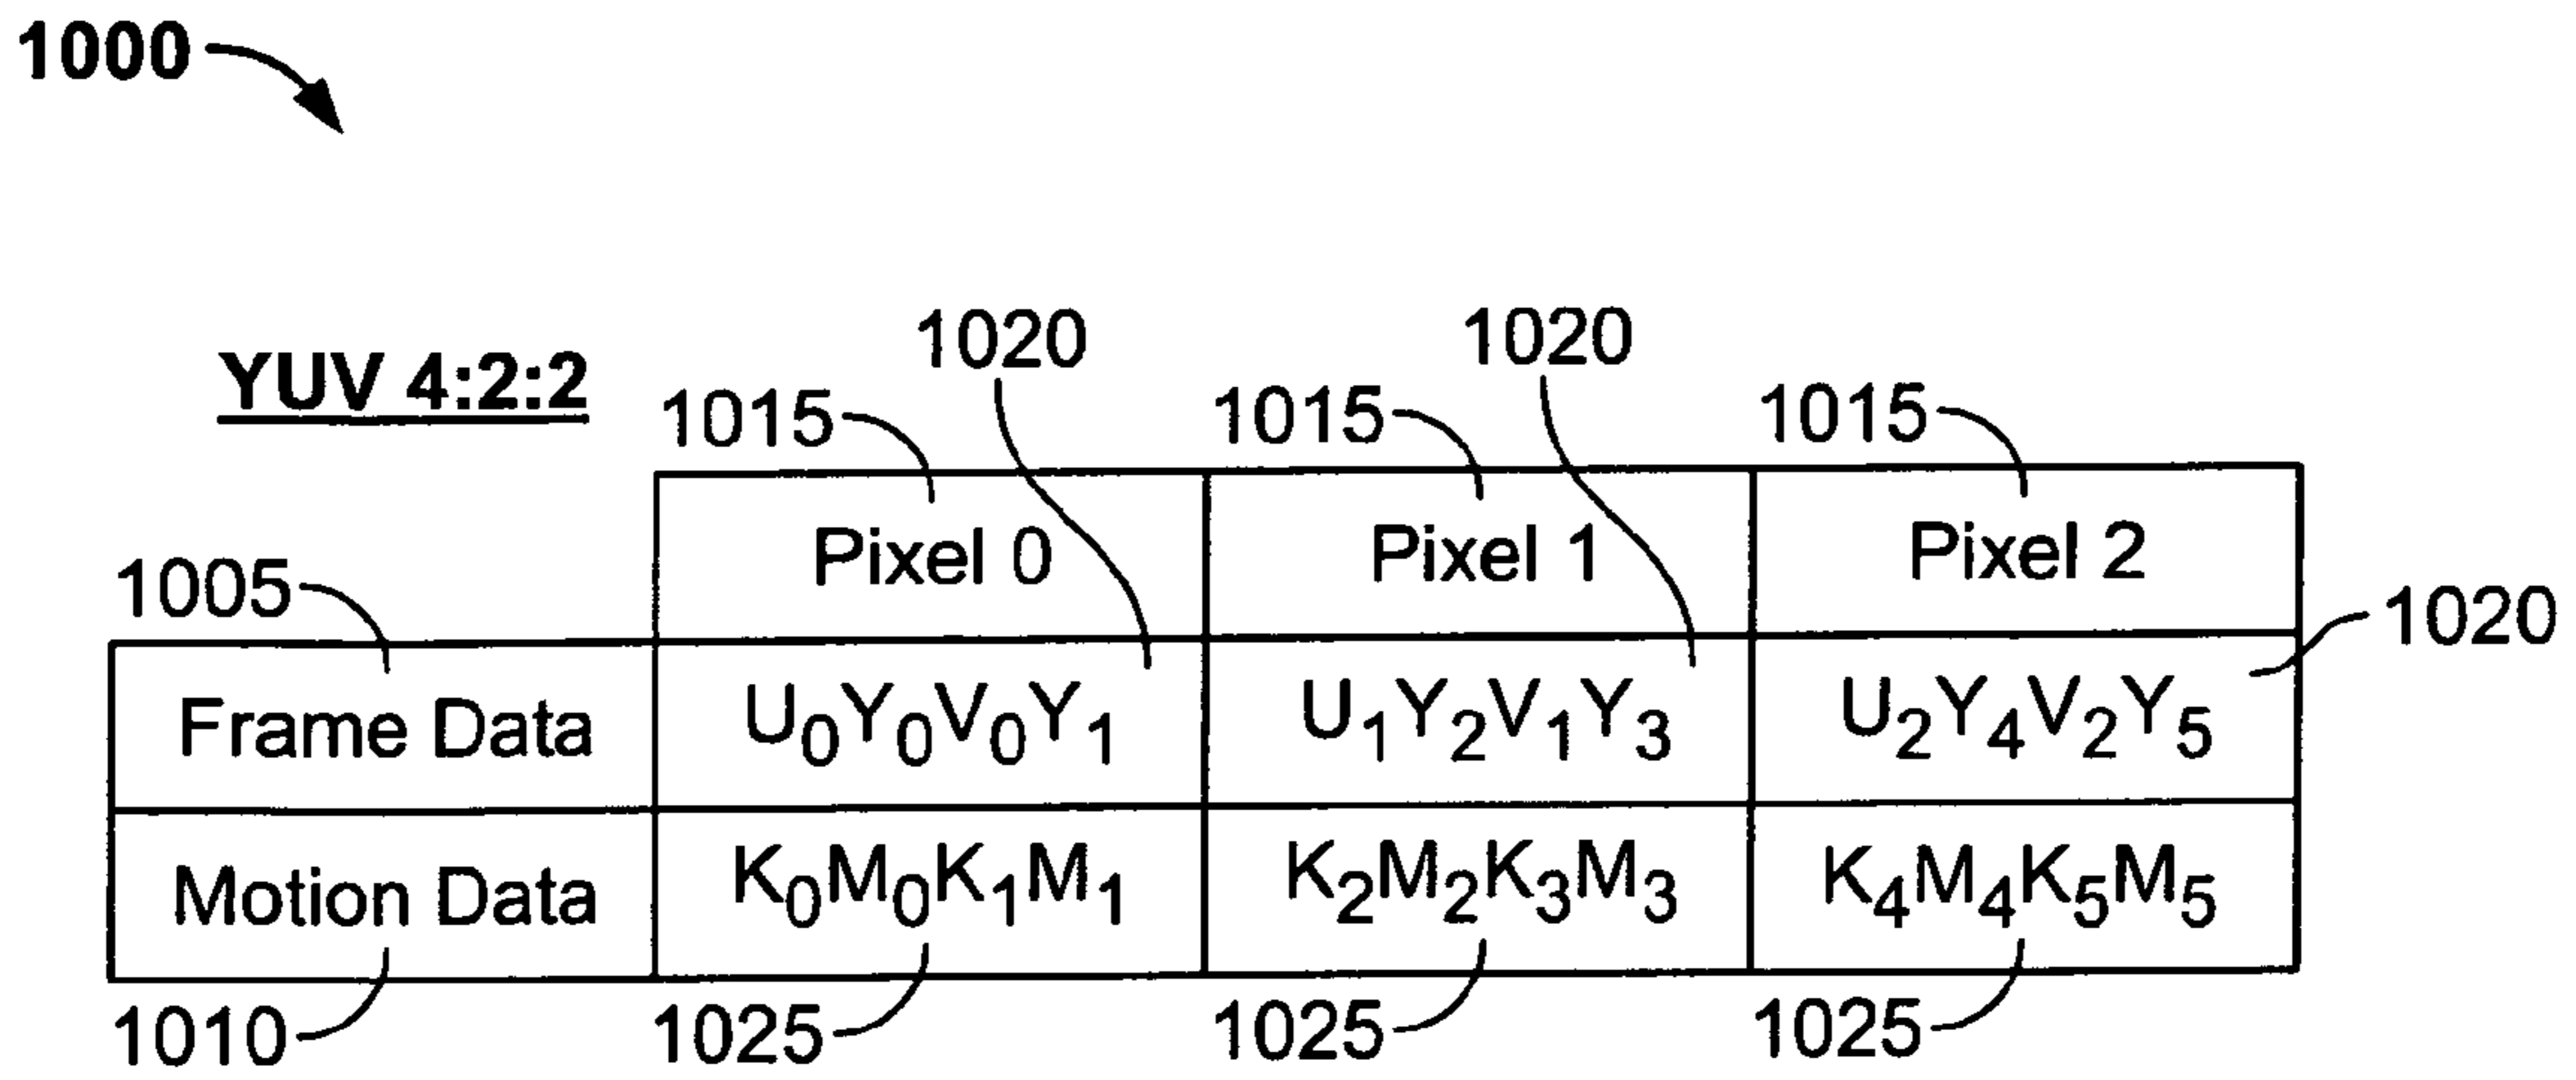 1000
1020 1020
YUV 4:2:2 1015 1015 1015
Pixel 0 Pixel 1 Pixel 2
1005 1020
Frame Data U₀Y₀V₀Y₁ U₁Y₂V₁Y₃ U₂Y₄V₂Y₅
Motion Data K₀M₀K₁M₁ K₂M₂K₃M₃ K₄M₄K₅M₅
1010 1025 1025 1025